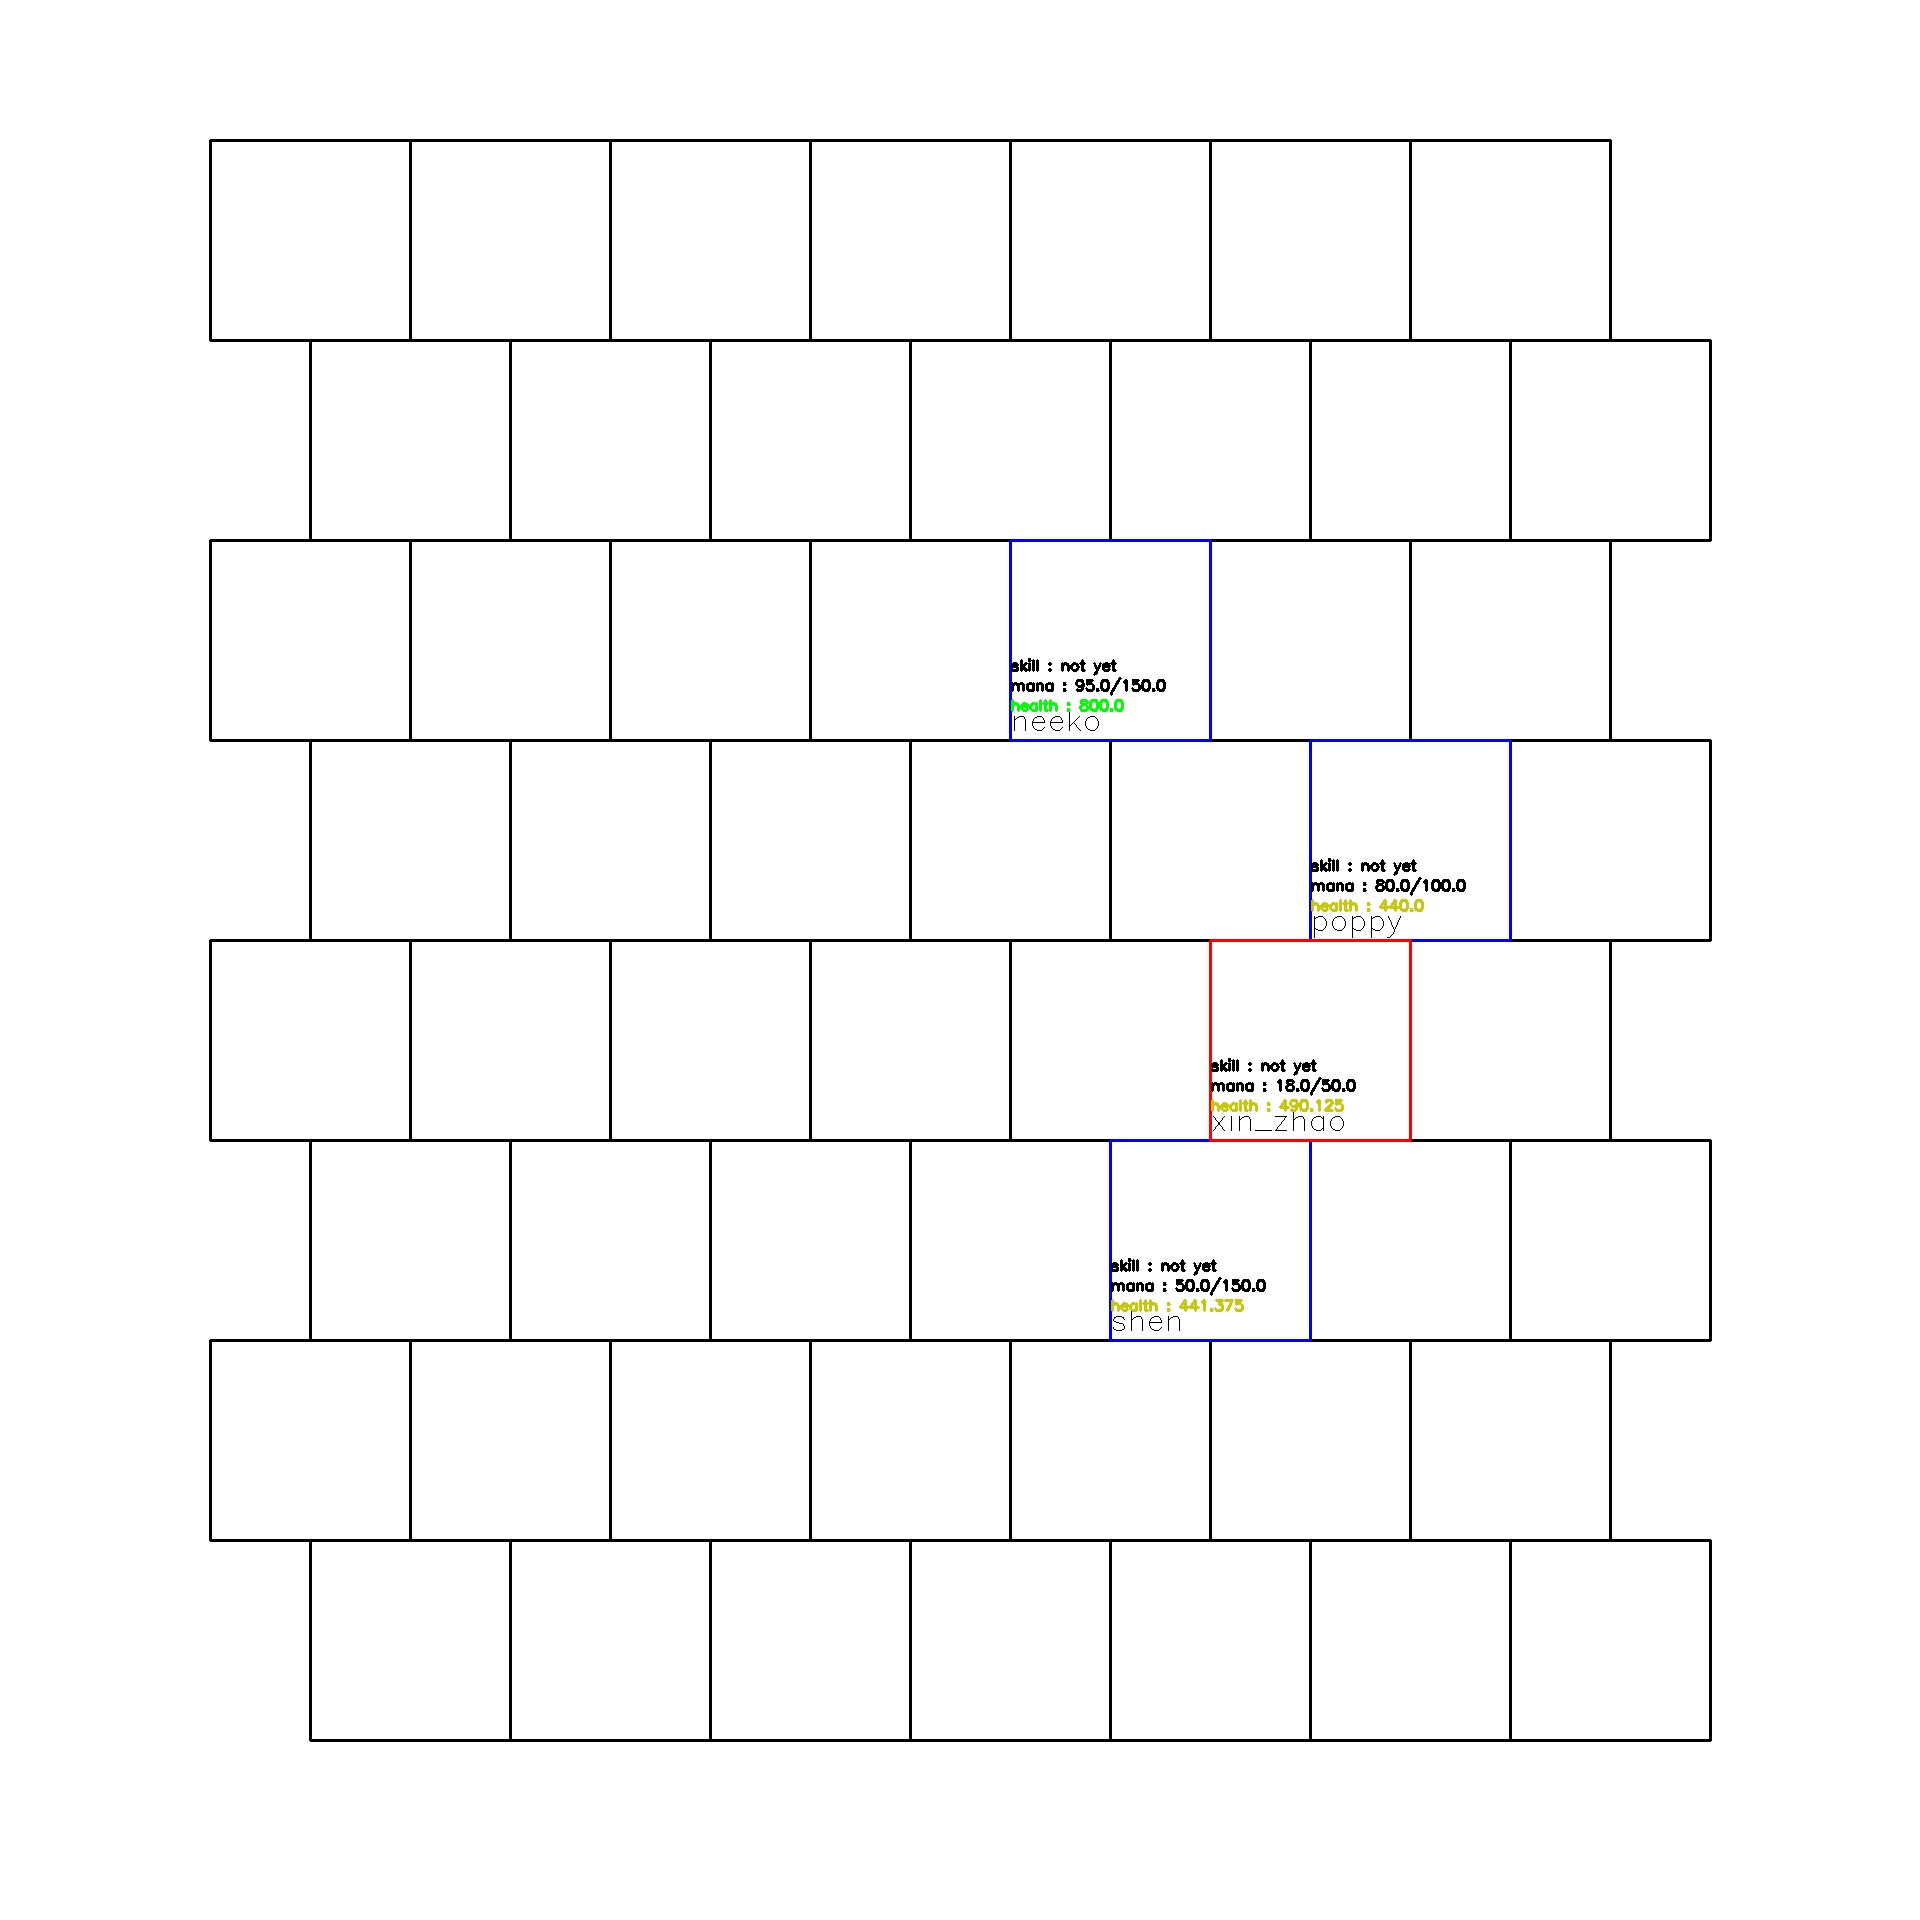 skill : not yet
mana : 95.0/150.0
health : 800.0
neeko
skill : not yet
mana : 80.0/100.0
health : 440.0
poppy
skill : not yet
mana : 18.0/50.0
health : 490.125
xin_zhao
skill : not yet
mana : 50.0/150.0
health : 441.375
shen